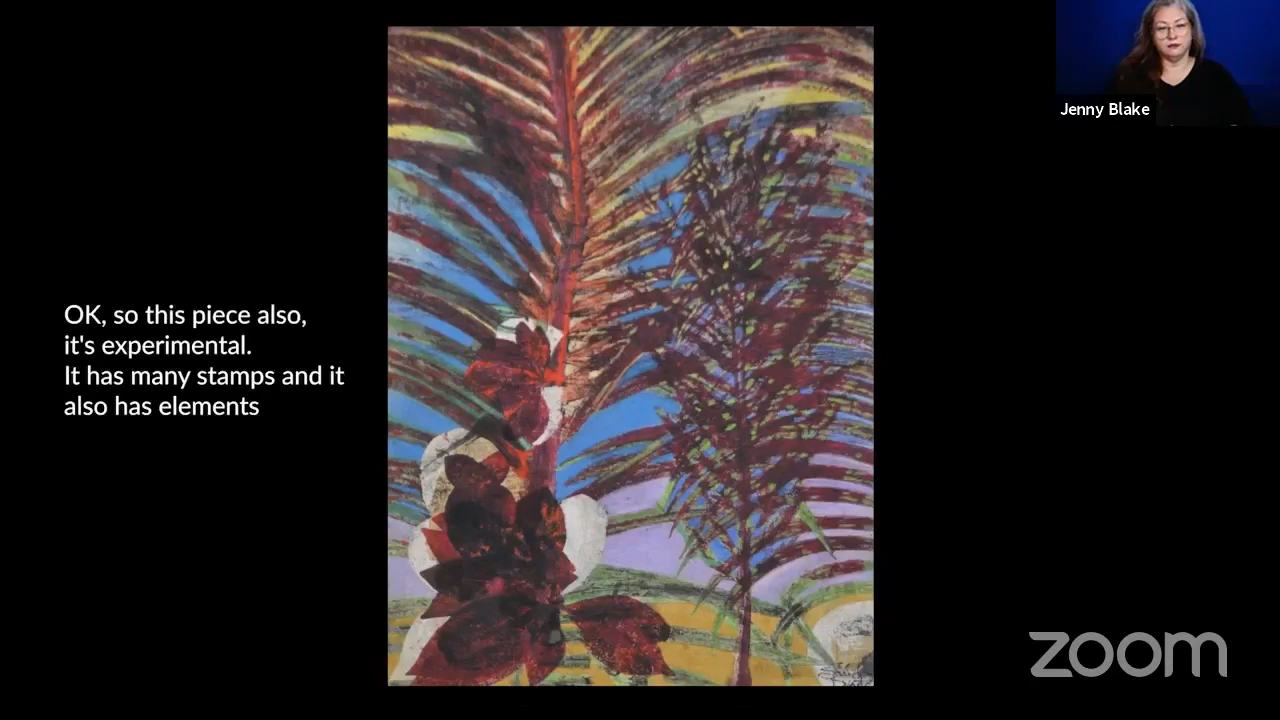 Jenny Blake
OK, so this piece also,
it's experimental.
It has many stamps and it
also has elements
zoom